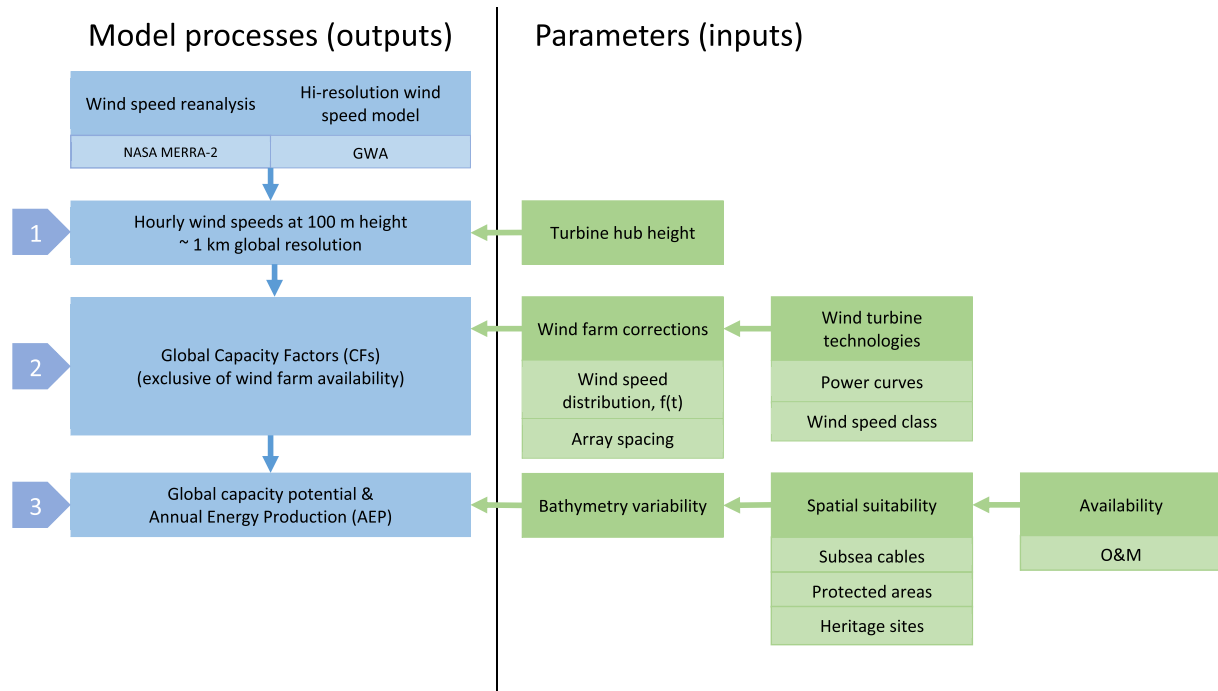 Model processes (outputs)
Parameters (inputs)
Wind speed reanalysis
Hi-resolution wind
speed model
NASA MERRA-2
GWA
1
Hourly wind speeds at 100 m height
~ 1 km global resolution
Turbine hub height
2
Global Capacity Factors (CFs)
(exclusive of wind farm availability)
Wind farm corrections
Wind speed
distribution, f(t)
Array spacing
Wind turbine
technologies
Power curves
Wind speed class
3
Global capacity potential &
Annual Energy Production (AEP)
Bathymetry variability
Spatial suitability
Subsea cables
Protected areas
Heritage sites
Availability
O&M